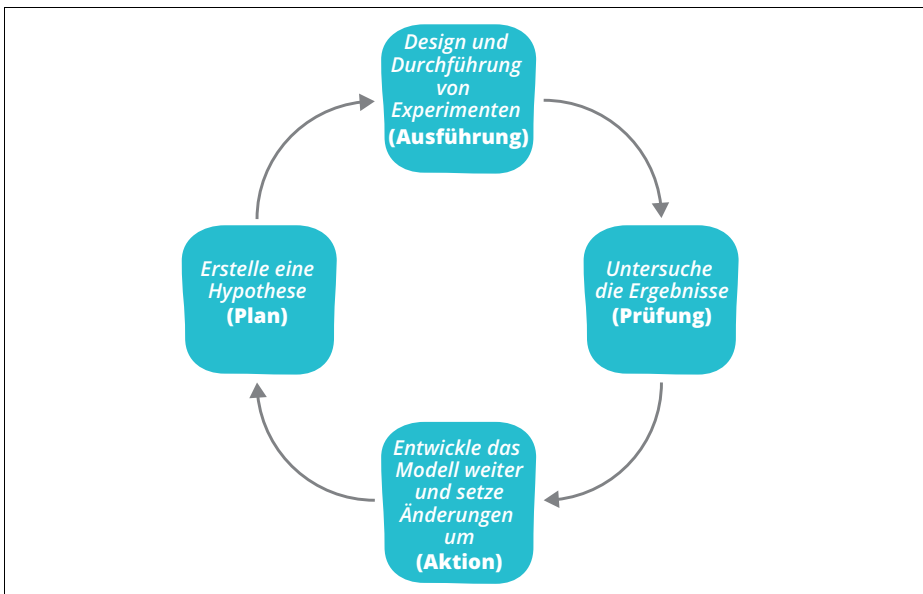 Design und
Durchführung
von
Experimenten
(Ausführung)
Erstelle eine
Hypothese
(Plan)
Untersuche
die Ergebnisse
(Prüfung)
Entwickle das
Modell weiter
und setze
Änderungen
um
(Aktion)